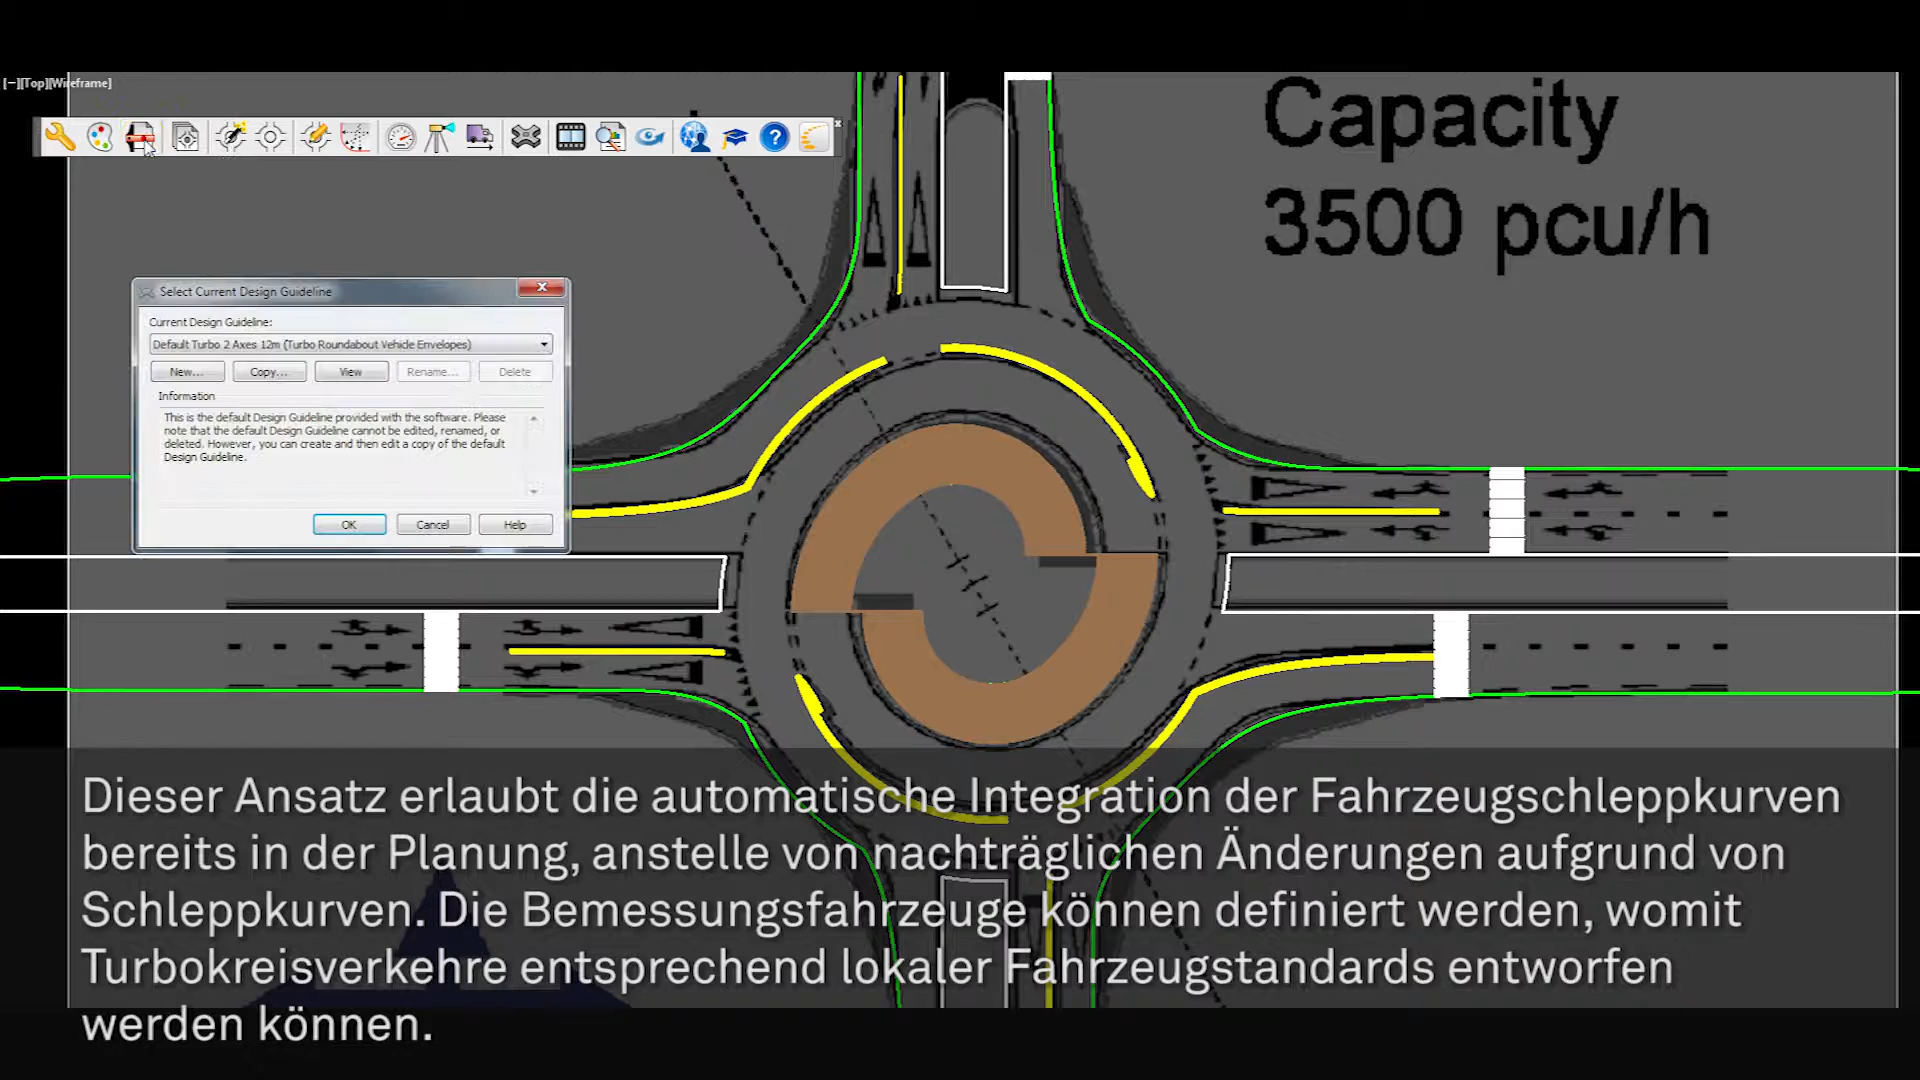 [−][Top][Wireframe]
Capacity
3500 pcu/h
Select Current Design Guideline
Current Design Guideline:
Default Turbo 2 Axes 12m (Turbo Roundabout Vehicle Envelopes)
New... Copy... View Rename... Delete
Information
This is the default Design Guideline provided with the software. Please
note that the default Design Guideline cannot be edited, renamed, or
deleted. However, you can create and then edit a copy of the default
Design Guideline.
OK Cancel Help
Dieser Ansatz erlaubt die automatische Integration der Fahrzeugschleppkurven
bereits in der Planung, anstelle von nachträglichen Änderungen aufgrund von
Schleppkurven. Die Bemessungsfahrzeuge können definiert werden, womit
Turbokreisverkehre entsprechend lokaler Fahrzeugstandards entworfen
werden können.